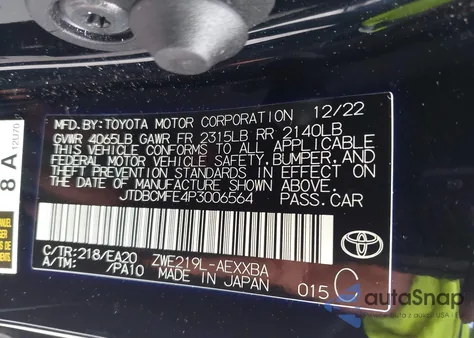 MFD.BY: TOYOTA MOTOR CORPORATION 12/22
GVWR 4065LB GAWR FR 2315LB RR 2140LB
THIS VEHICLE CONFORMS TO ALL APPLICABLE
FEDERAL MOTOR VEHICLE SAFETY, BUMPER, AND
THEFT PREVENTION STANDARDS IN EFFECT ON
THE DATE OF MANUFACTURE SHOWN ABOVE.
JTDBCMFE4P3006564 PASS.CAR
C/TR: 218/EA20 ZWE219L-AEXXBA
A/TM: /PA10 MADE IN JAPAN 015 C
8A
12U70
autoSnap